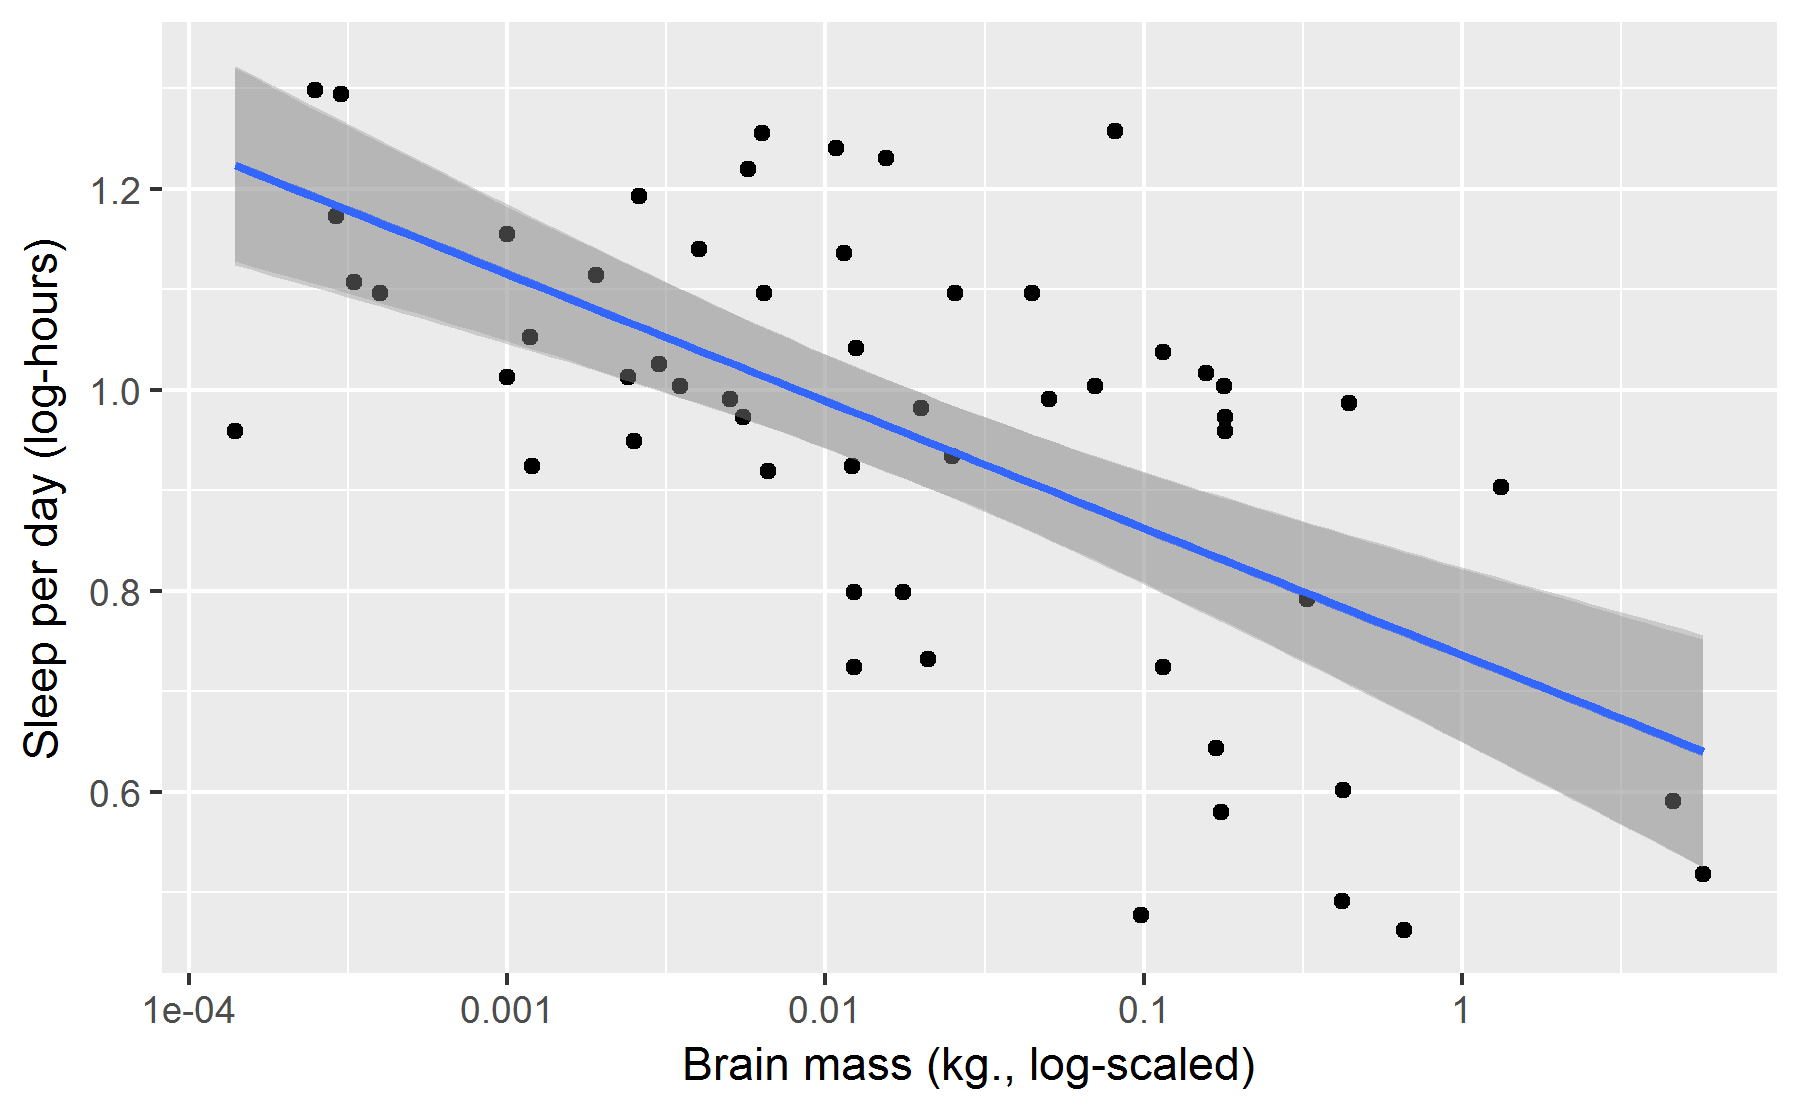 Sleep per day (log-hours)
1.2
1.0
0.8
0.6
1e-04 0.001 0.01 0.1 1
Brain mass (kg., log-scaled)